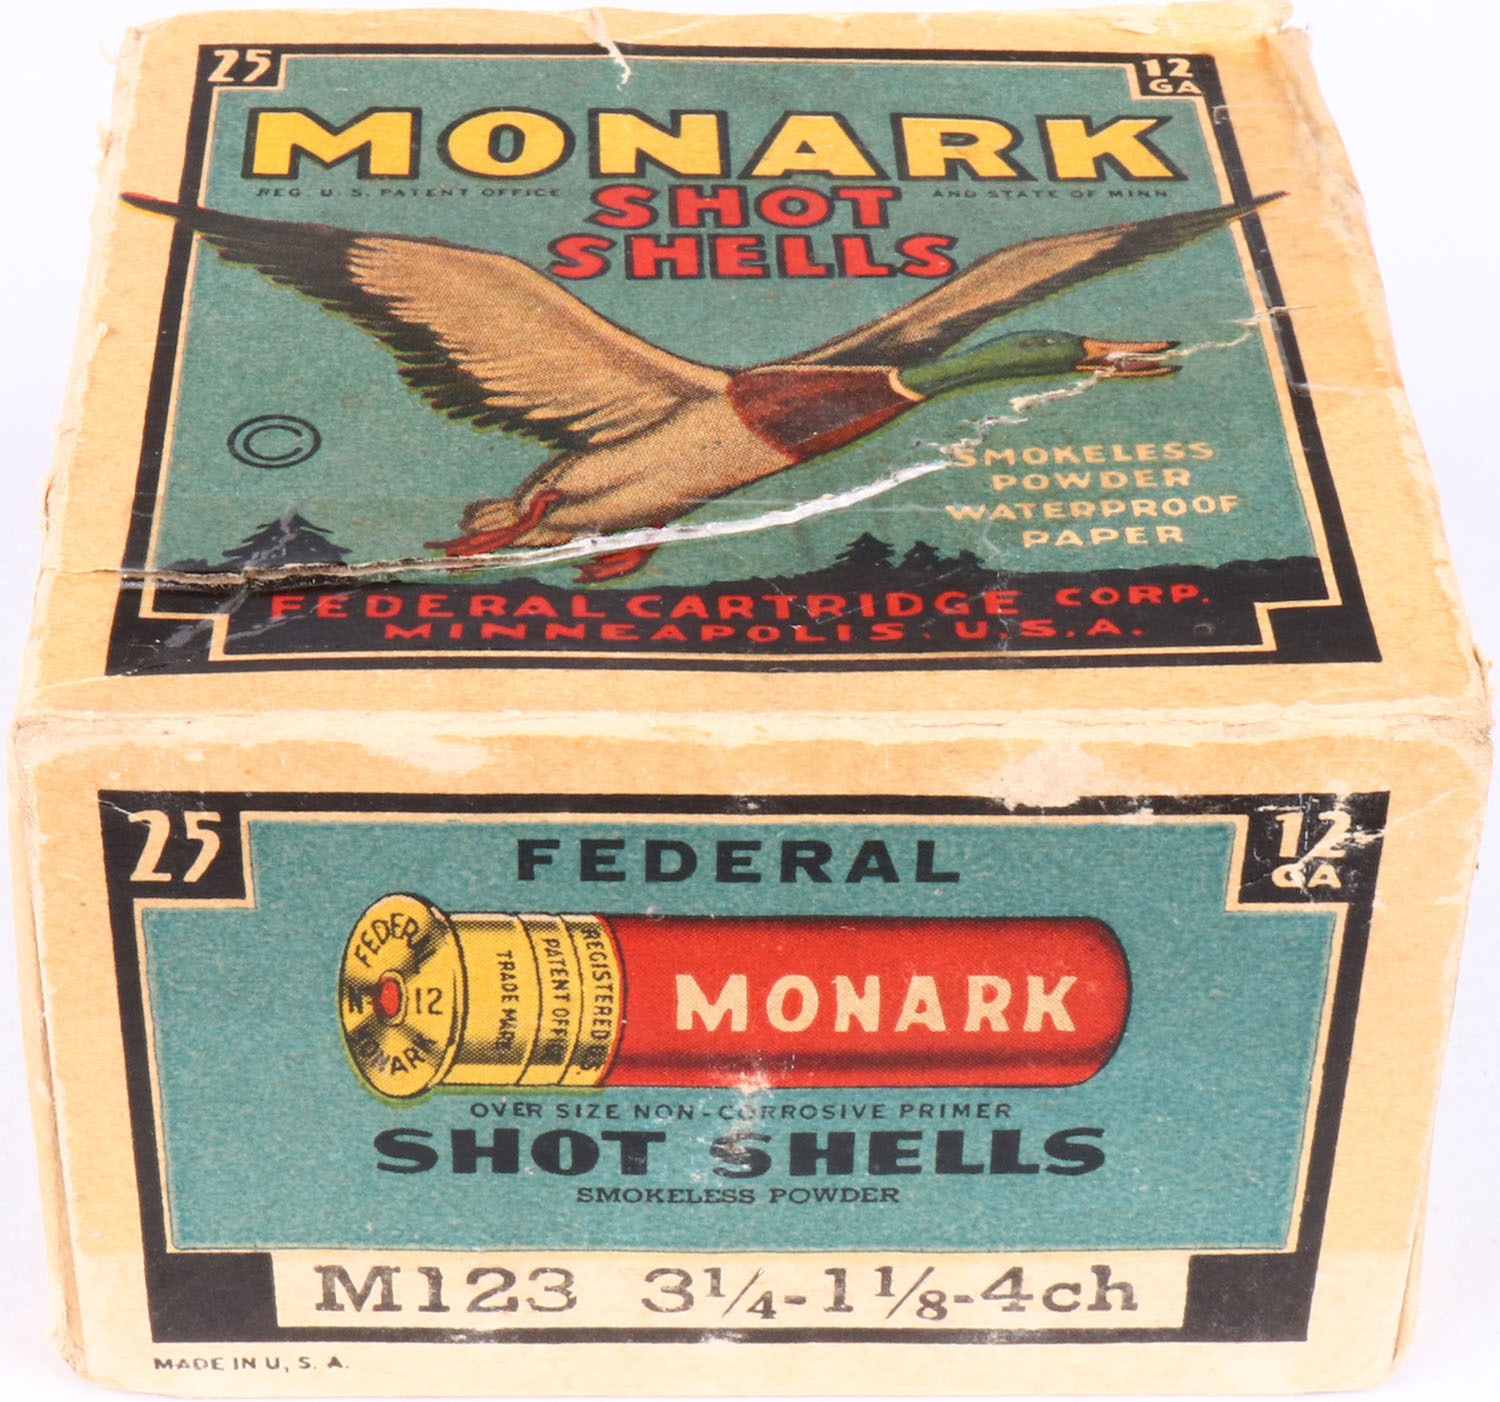 25
12
GA
MONARK
REG. U.S. PATENT OFFICE
AND STATE OF MINN
SHOT
SHELLS
©
SMOKELESS
POWDER
WATERPROOF
PAPER
FEDERAL CARTRIDGE CORP.
MINNEAPOLIS. U.S.A.
25
12
GA
FEDERAL
FEDERAL
12
TRADE MARK
PATENT OFFICE
REGISTERED U.S.
MONARK
OVER SIZE NON-CORROSIVE PRIMER
SHOT SHELLS
SMOKELESS POWDER
M123 3¼-1⅛-4ch
MADE IN U, S. A.